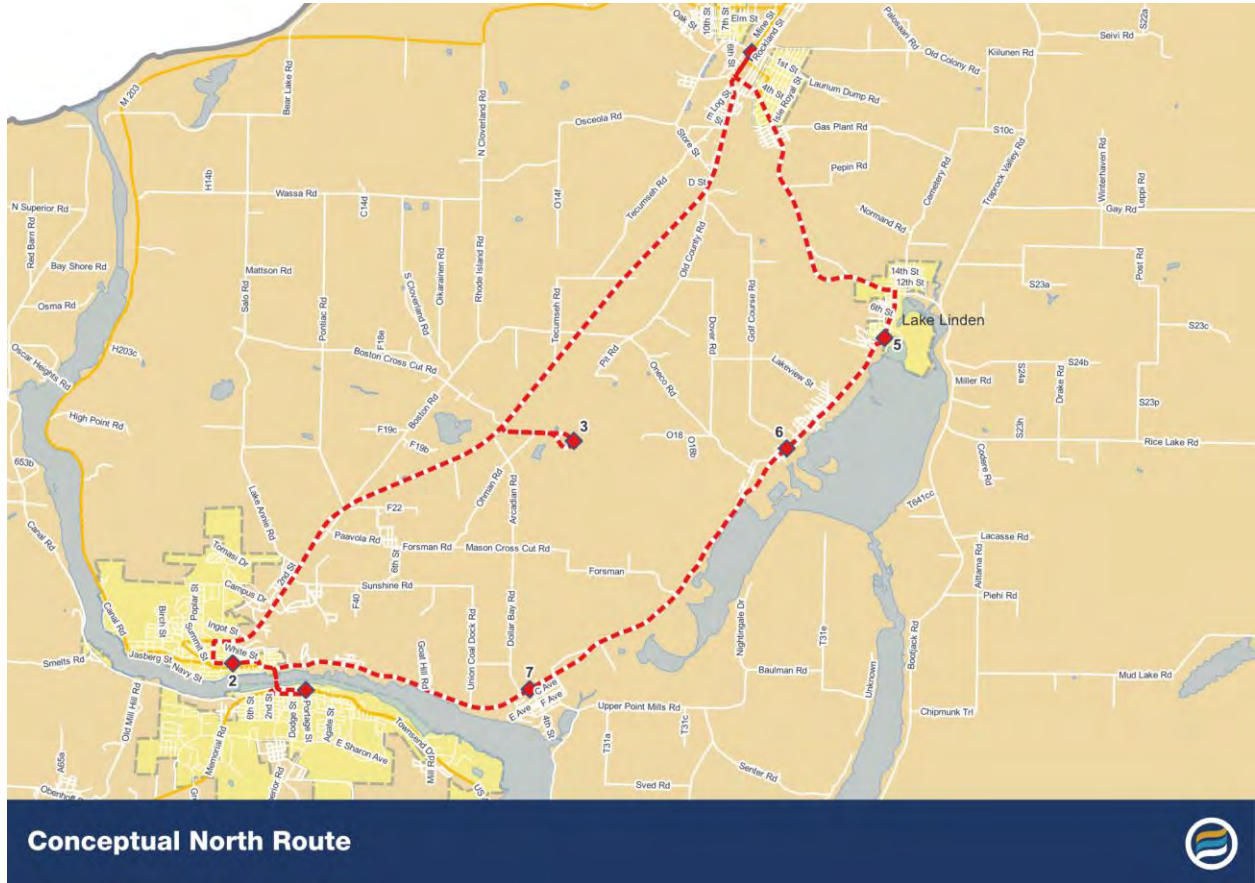 Oak St
10th St
7th St
Elm St
6th St
Mine St
Rockland St
Palosaari Rd
Old Colony Rd
Kiilunen Rd
Seivi Rd
S22a
1st St
4th St
Isle Royal St
Laurium Dump Rd
M 203
Bear Lake Rd
N Cloverland Rd
Osceola Rd
Store St
Log St
E St
Gas Plant Rd
Pepin Rd
S10c
Cemetery Rd
Traprock Valley Rd
Winterhaven Rd
Leppi Rd
H14b
Wassa Rd
C14d
O14f
Tecumseh Rd
D St
N Superior Rd
Red Barn Rd
Bay Shore Rd
Osma Rd
Mattson Rd
Salo Rd
Pontiac Rd
S Cloverland Rd
Oikarainen Rd
Rhode Island Rd
Tecumseh Rd
Old County Rd
Normand Rd
Gay Rd
Post Rd
14th St
12th St
S23a
6th St
Lake Linden
5
S23c
H203c
Oscar Heights Rd
F18e
Boston Cross Cut Rd
Pit Rd
Oneco Rd
Dover Rd
Golf Course Rd
Lakeview St
Miller Rd
S24a
S24b
Drake Rd
S23p
High Point Rd
Boston Rd
F19c
F19b
3
O18
O18b
6
S23h
Rice Lake Rd
Codere Rd
653b
Canal Rd
Lake Annie Rd
Ohman Rd
Arcadian Rd
F22
T641cc
Paavola Rd
6th St
Forsman Rd
Mason Cross Cut Rd
Forsman
Lacasse Rd
Aittama Rd
Piehi Rd
Tomasi Dr
Campus Dr
2nd St
Sunshine Rd
F40
Canal Rd
Birch St
Poplar St
Summit St
Ingot St
White St
Jasberg St
Navy St
2
Smelts Rd
Goat Hill Rd
Union Coal Dock Rd
Dollar Bay Rd
7
C Ave
F Ave
E Ave
4th St
Nightingale Dr
T31e
Baulman Rd
Unknown
Bootjack Rd
Mud Lake Rd
Chipmunk Trl
Old Mill Hill Rd
6th St
2nd St
Dodge St
Portage St
Agate St
E Sharon Ave
Memorial Rd
Townsend Dr
Mill Rd
US
Upper Point Mills Rd
T31a
T31c
Senter Rd
Sved Rd
A65a
Conceptual North Route